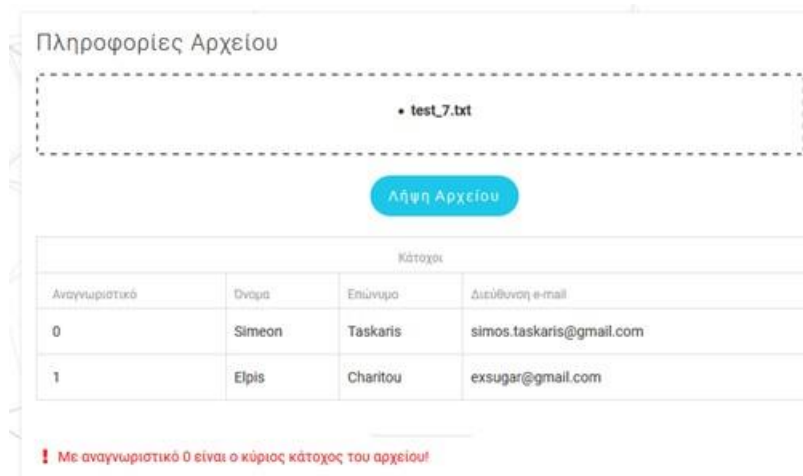 Πληροφορίες Αρχείου
• test_7.txt
Λήψη Αρχείου
Κάτοχοι
Αναγνωριστικό Όνομα Επώνυμο Διεύθυνση e-mail
0 Simeon Taskaris simos.taskaris@gmail.com
1 Elpis Charitou exsugar@gmail.com
! Με αναγνωριστικό 0 είναι ο κύριος κάτοχος του αρχείου!